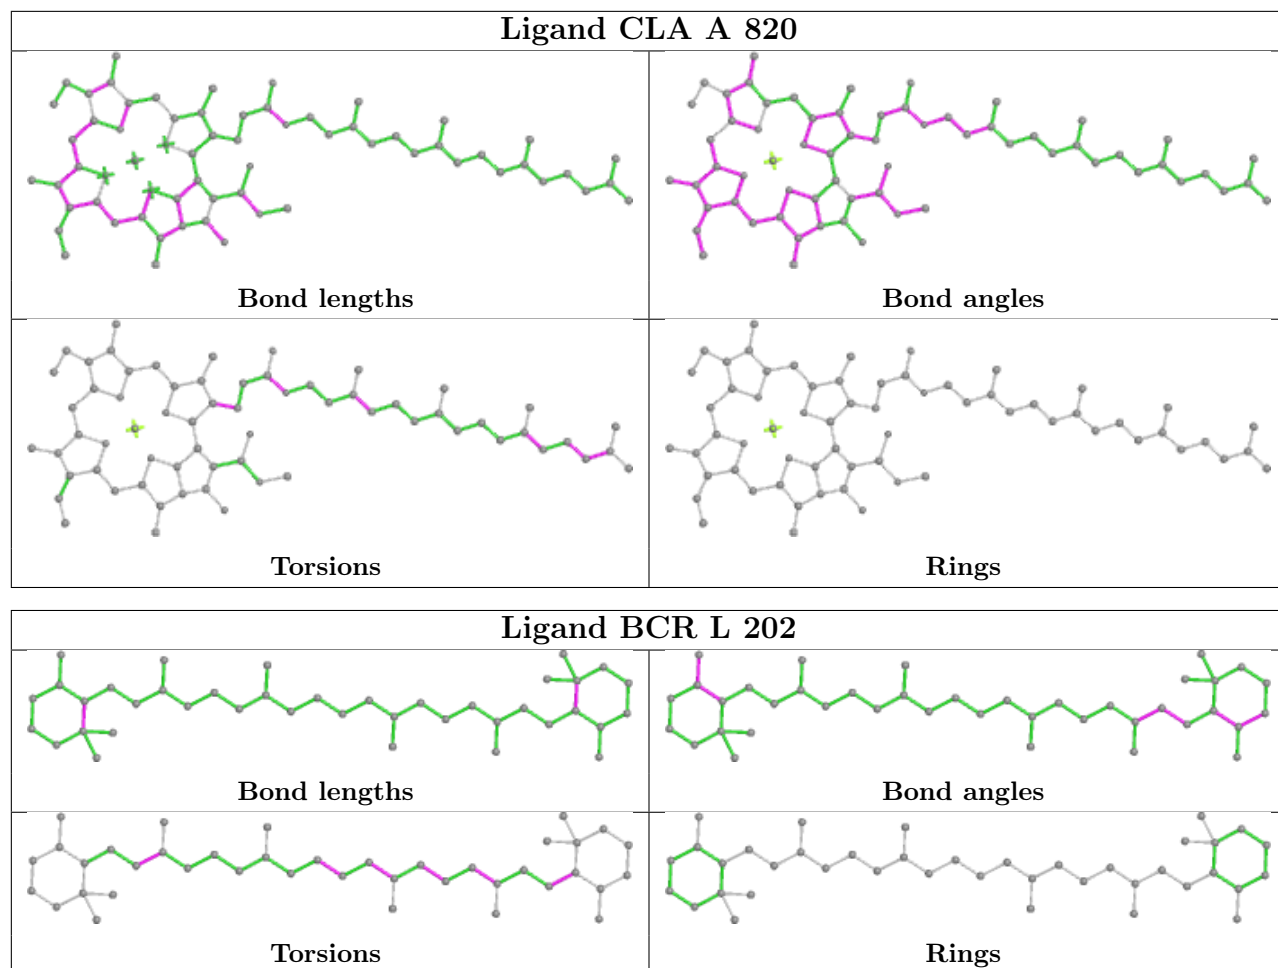 Ligand CLA A 820
Bond lengths
Bond angles
Torsions
Rings
Ligand BCR L 202
Bond lengths
Bond angles
Torsions
Rings